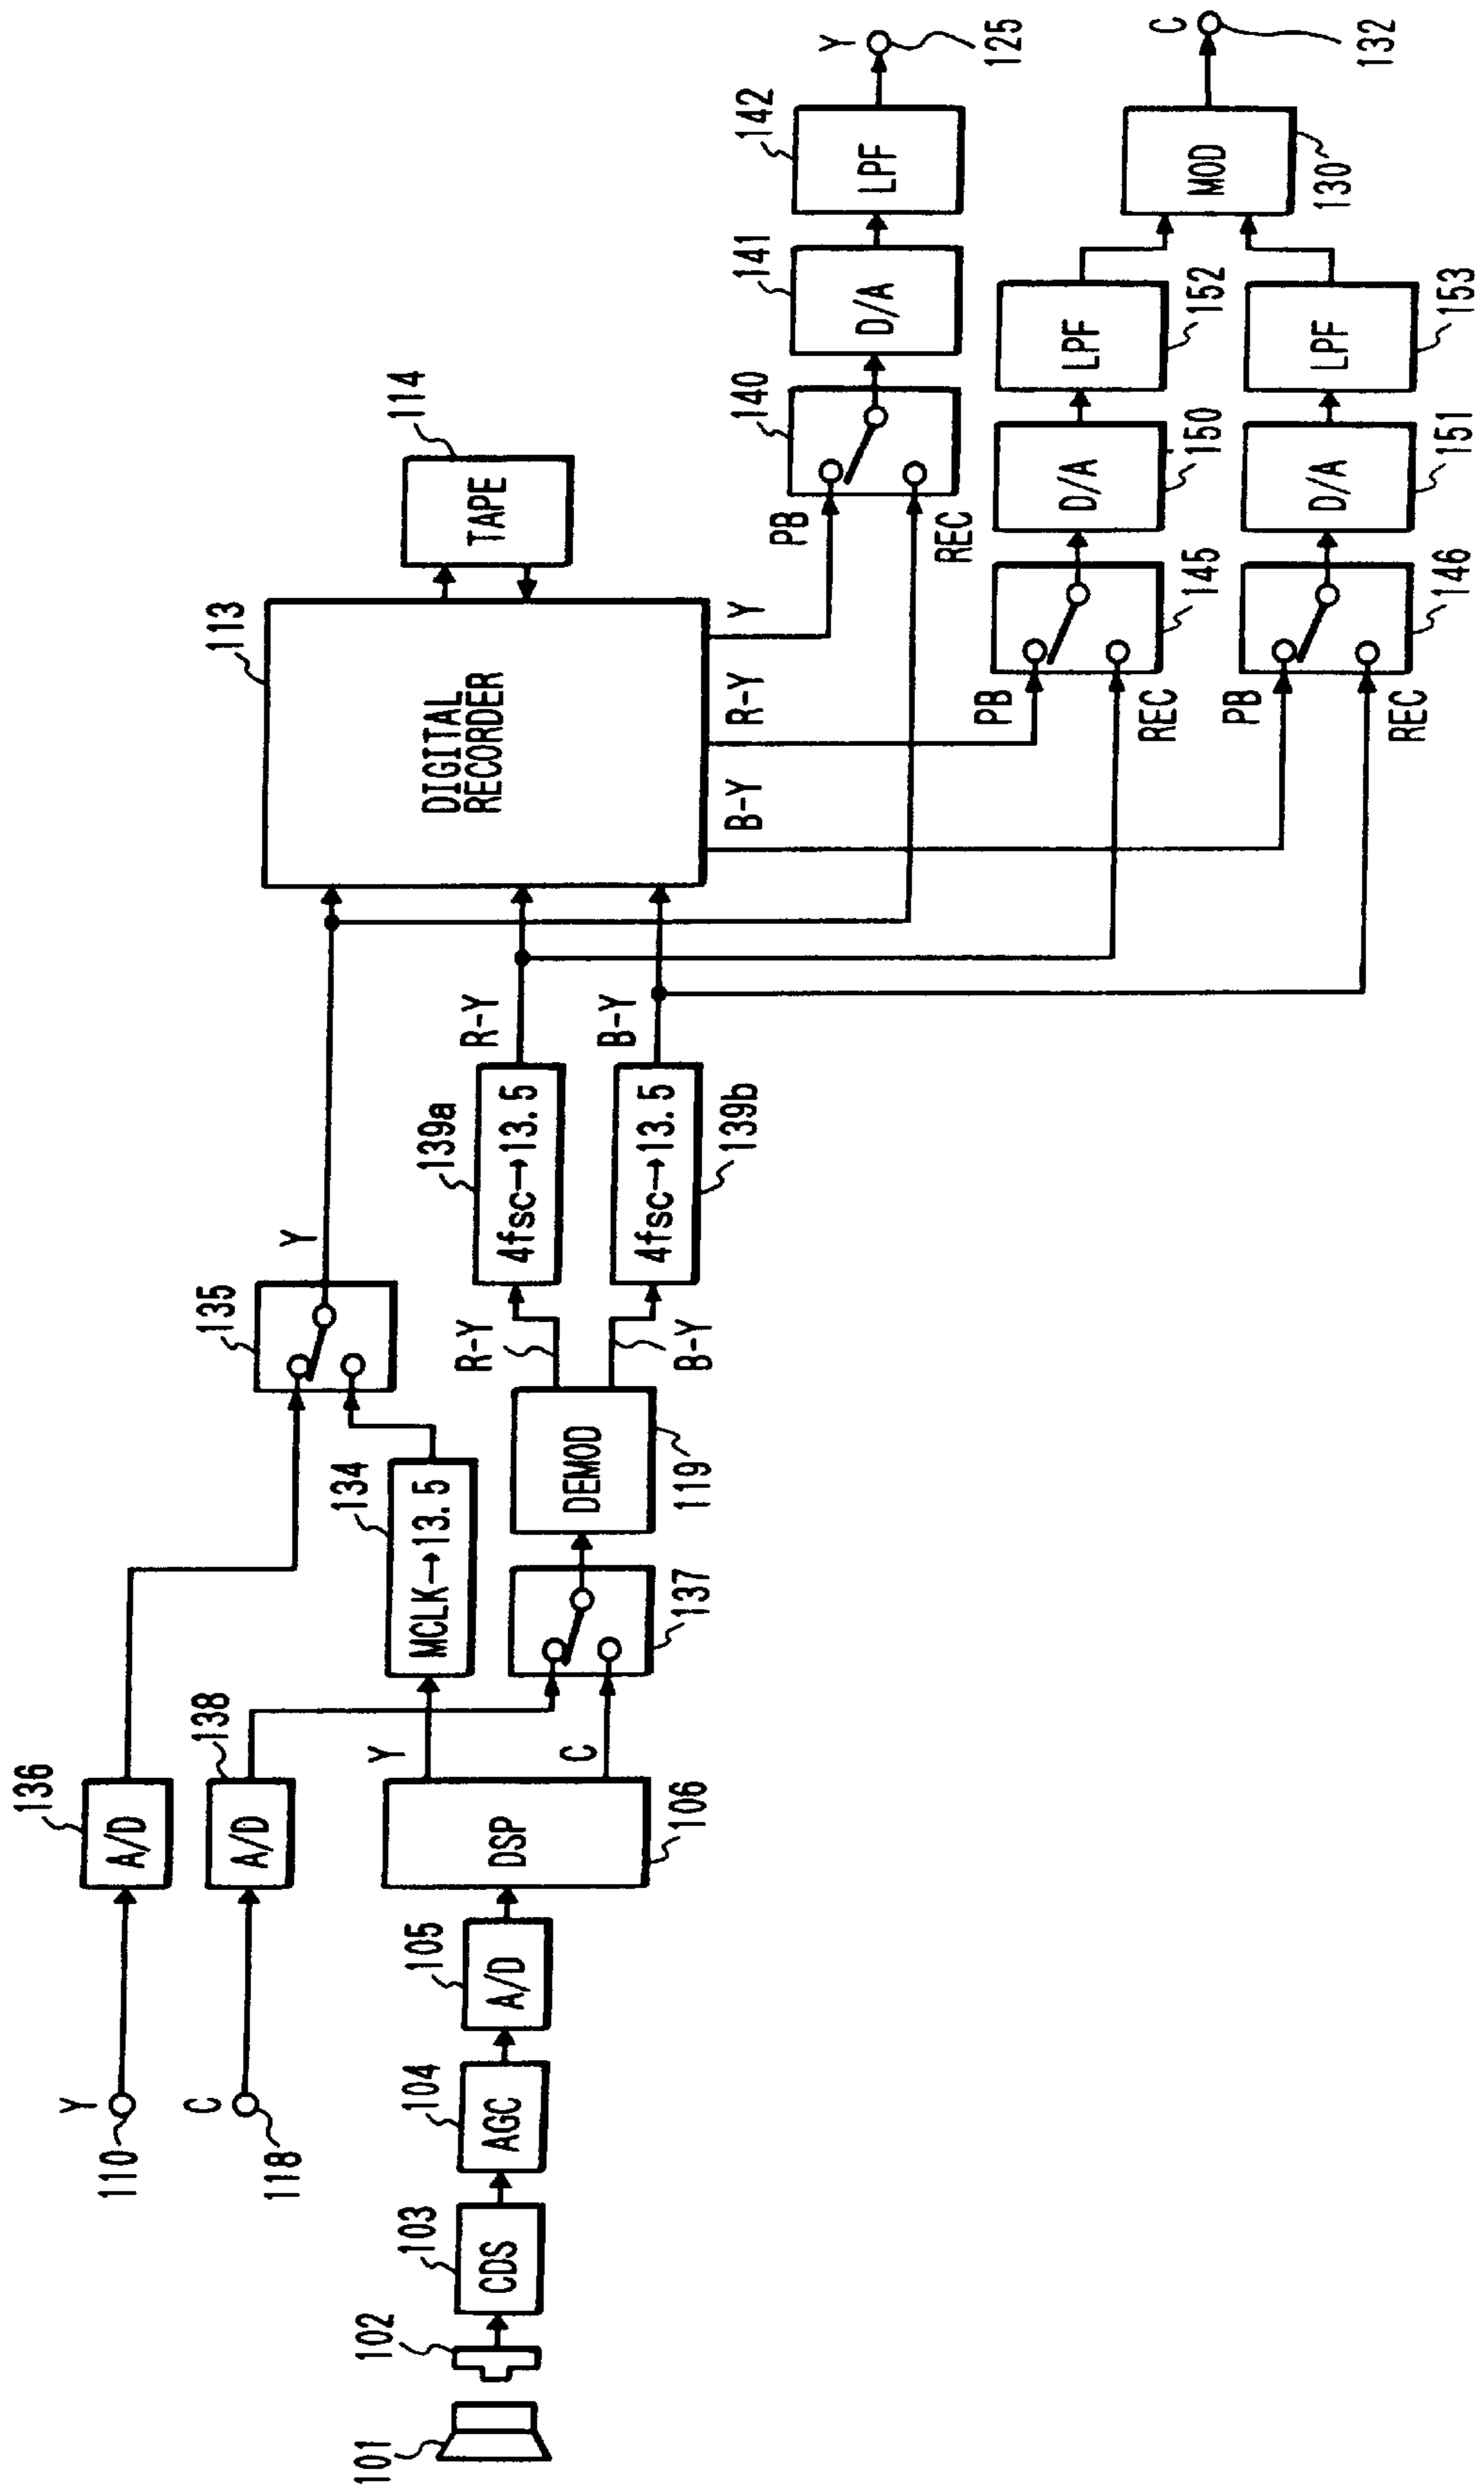 Y
110
136
A/D
C
118
138
A/D
101
102
103
CDS
104
AGC
105
A/D
DSP
106
Y
C
134
MCLK→13.5
137
135
Y
DEMOD
119
R-Y
B-Y
139a
4fsc→13.5
4fsc→13.5
139b
R-Y
B-Y
113
DIGITAL
RECORDER
114
TAPE
Y
R-Y
B-Y
PB
REC
140
141
D/A
142
LPF
Y
125
PB
REC
145
D/A
150
LPF
152
PB
REC
146
D/A
151
LPF
153
MOD
130
C
132